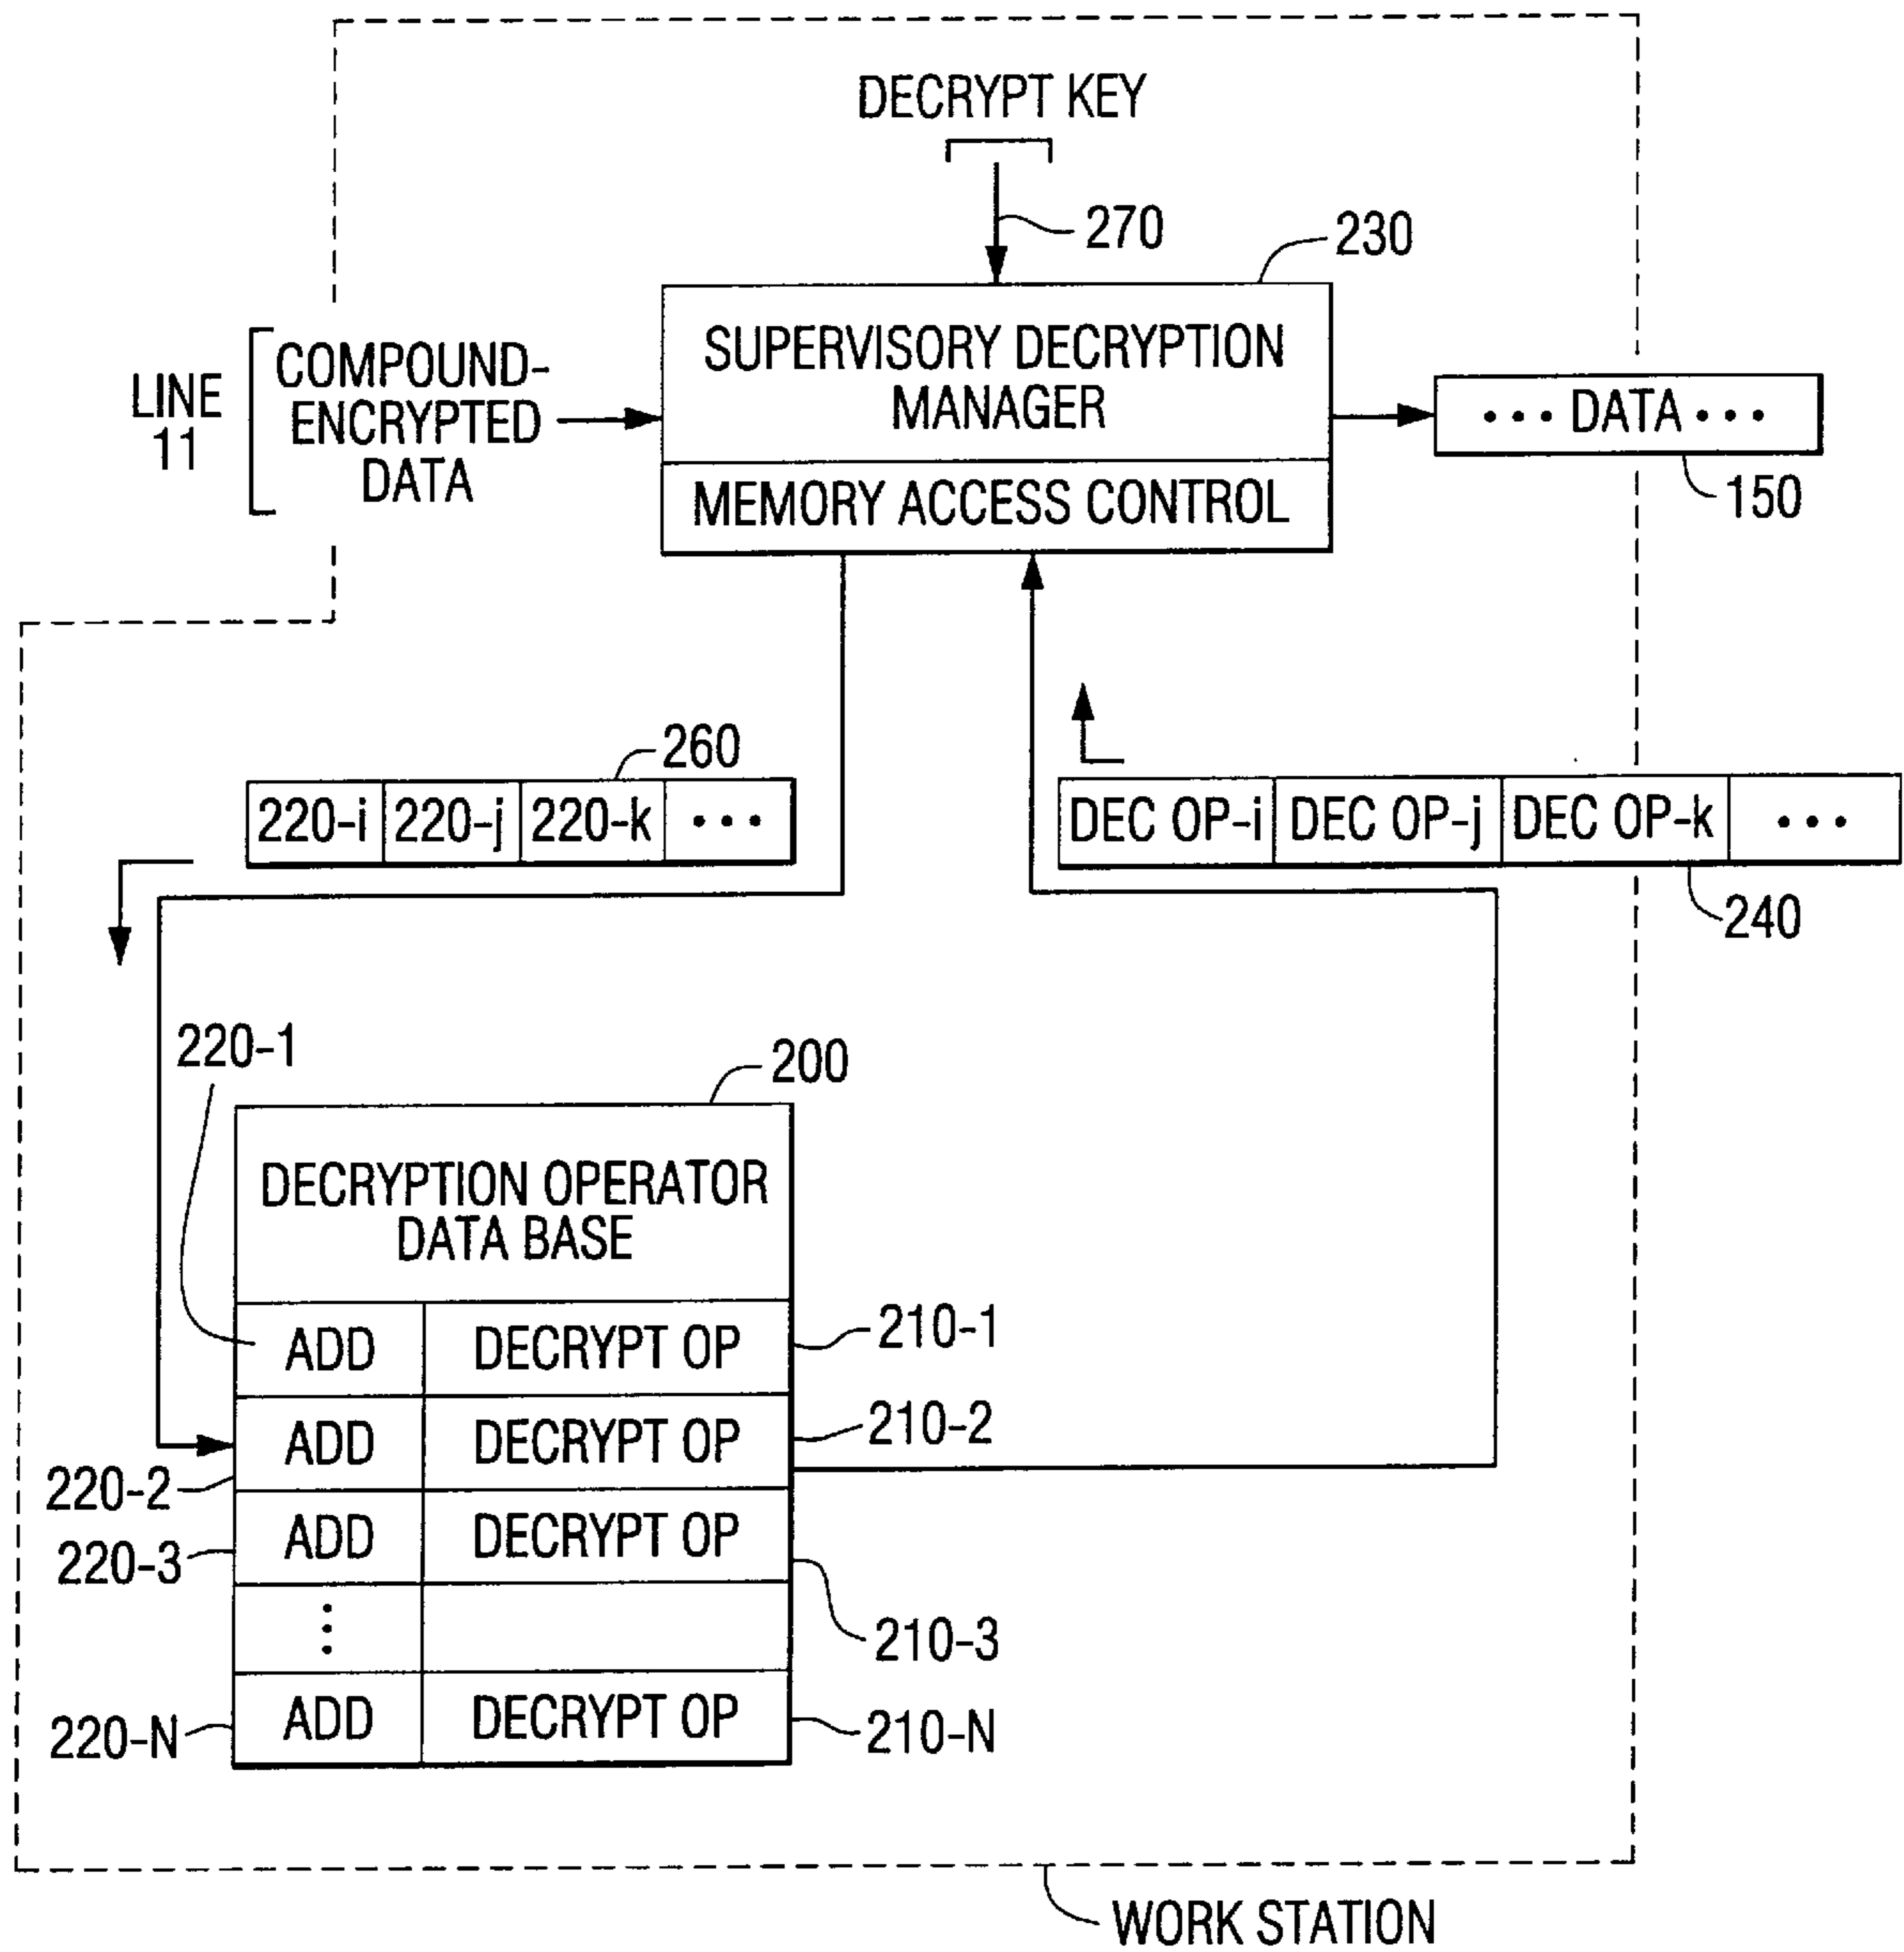 DECRYPT KEY
270
230
LINE
11
COMPOUND-
ENCRYPTED
DATA
SUPERVISORY DECRYPTION
MANAGER
MEMORY ACCESS CONTROL
••• DATA •••
150
260
220-i 220-j 220-k •••
DEC OP-i DEC OP-j DEC OP-k •••
240
220-1
200
DECRYPTION OPERATOR
DATA BASE
ADD DECRYPT OP 210-1
ADD DECRYPT OP 210-2
220-2
ADD DECRYPT OP
220-3
210-3
ADD DECRYPT OP
220-N
210-N
WORK STATION